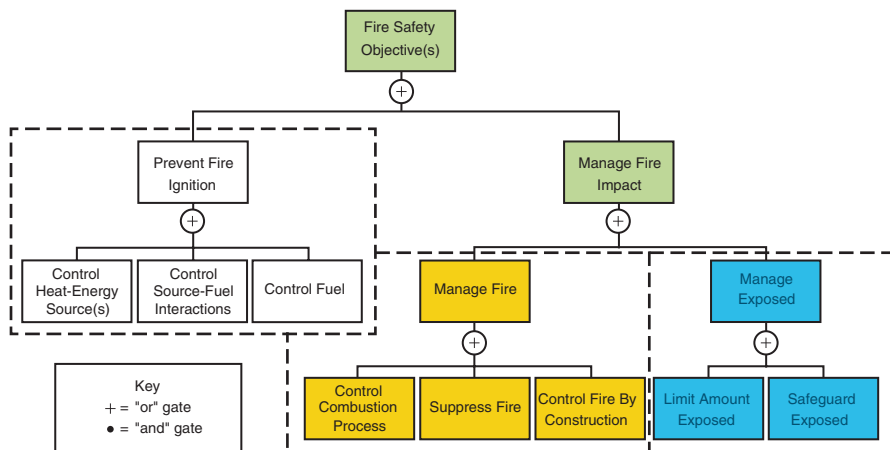 Fire Safety
Objective(s)
+
Prevent Fire
Ignition
Manage Fire
Impact
+
+
Control
Heat-Energy
Source(s)
Control
Source-Fuel
Interactions
Control Fuel
Manage Fire
Manage
Exposed
+
+
Key
+ = "or" gate
● = "and" gate
Control
Combustion
Process
Suppress Fire
Control Fire By
Construction
Limit Amount
Exposed
Safeguard
Exposed